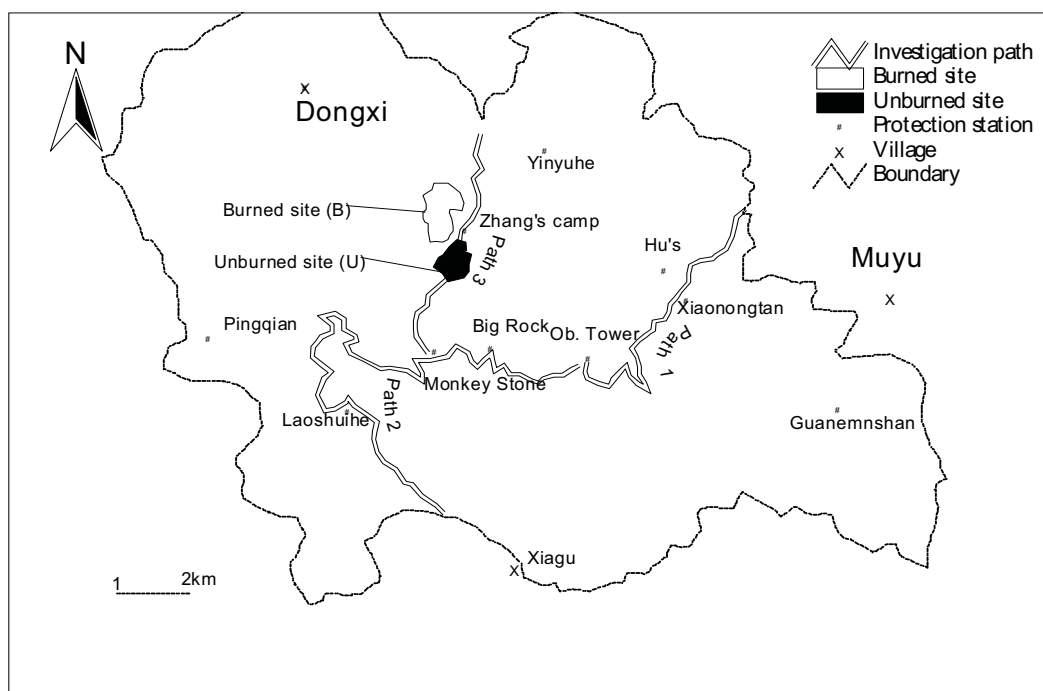 N
Investigation path
Burned site
Unburned site
# Protection station
X Village
Boundary
Dongxi
Yinyuhe
Burned site (B)
Zhang's camp
Unburned site (U)
Path 3
Hu's
Muyu
Xiaonongtan
Pingqian
Big Rock
Ob. Tower
Path 1
Monkey Stone
Path 2
Laoshuihe
Guanemnshan
Xiagu
1 2km